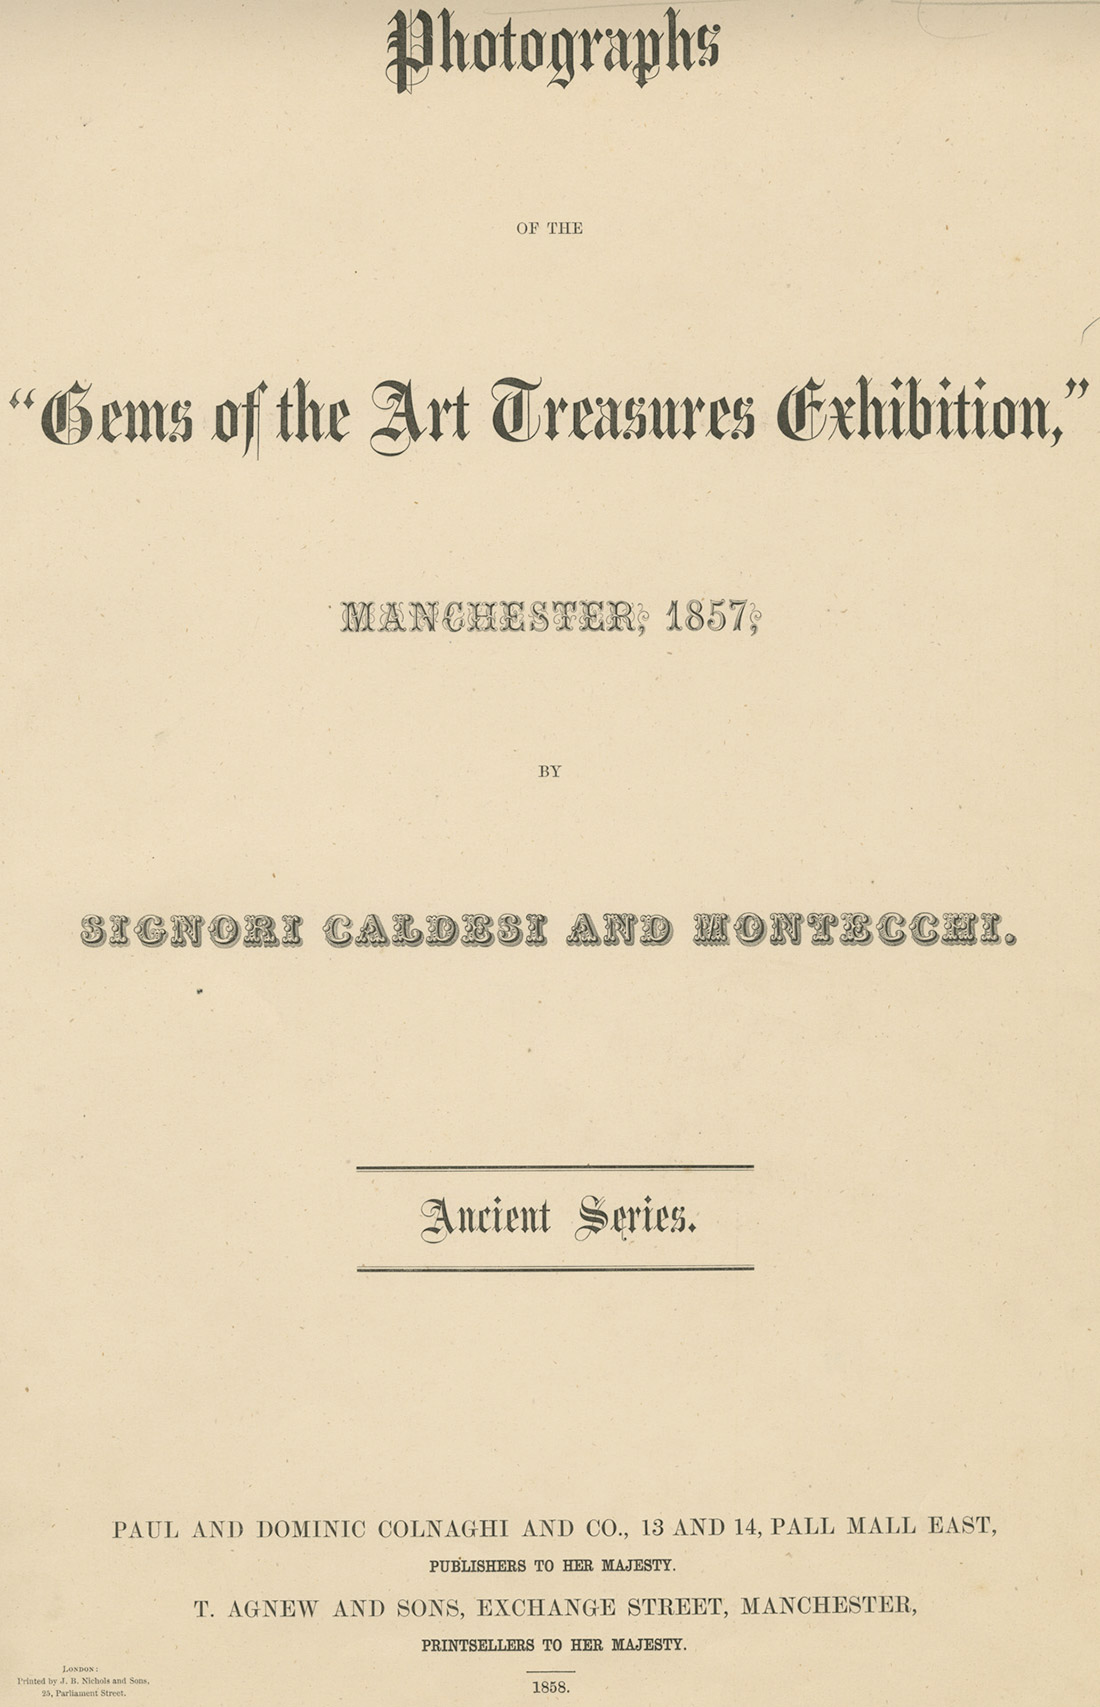 Photographs
OF THE
“Gems of the Art Treasures Exhibition,”
MANCHESTER, 1857,
BY
SIGNORI CALDESI AND MONTECCHI.
Ancient Series.
PAUL AND DOMINIC COLNAGHI AND CO., 13 AND 14, PALL MALL EAST,
PUBLISHERS TO HER MAJESTY.
T. AGNEW AND SONS, EXCHANGE STREET, MANCHESTER,
PRINTSELLERS TO HER MAJESTY.
1858.
LONDON:
Printed by J. B. Nichols and Sons,
25, Parliament Street.